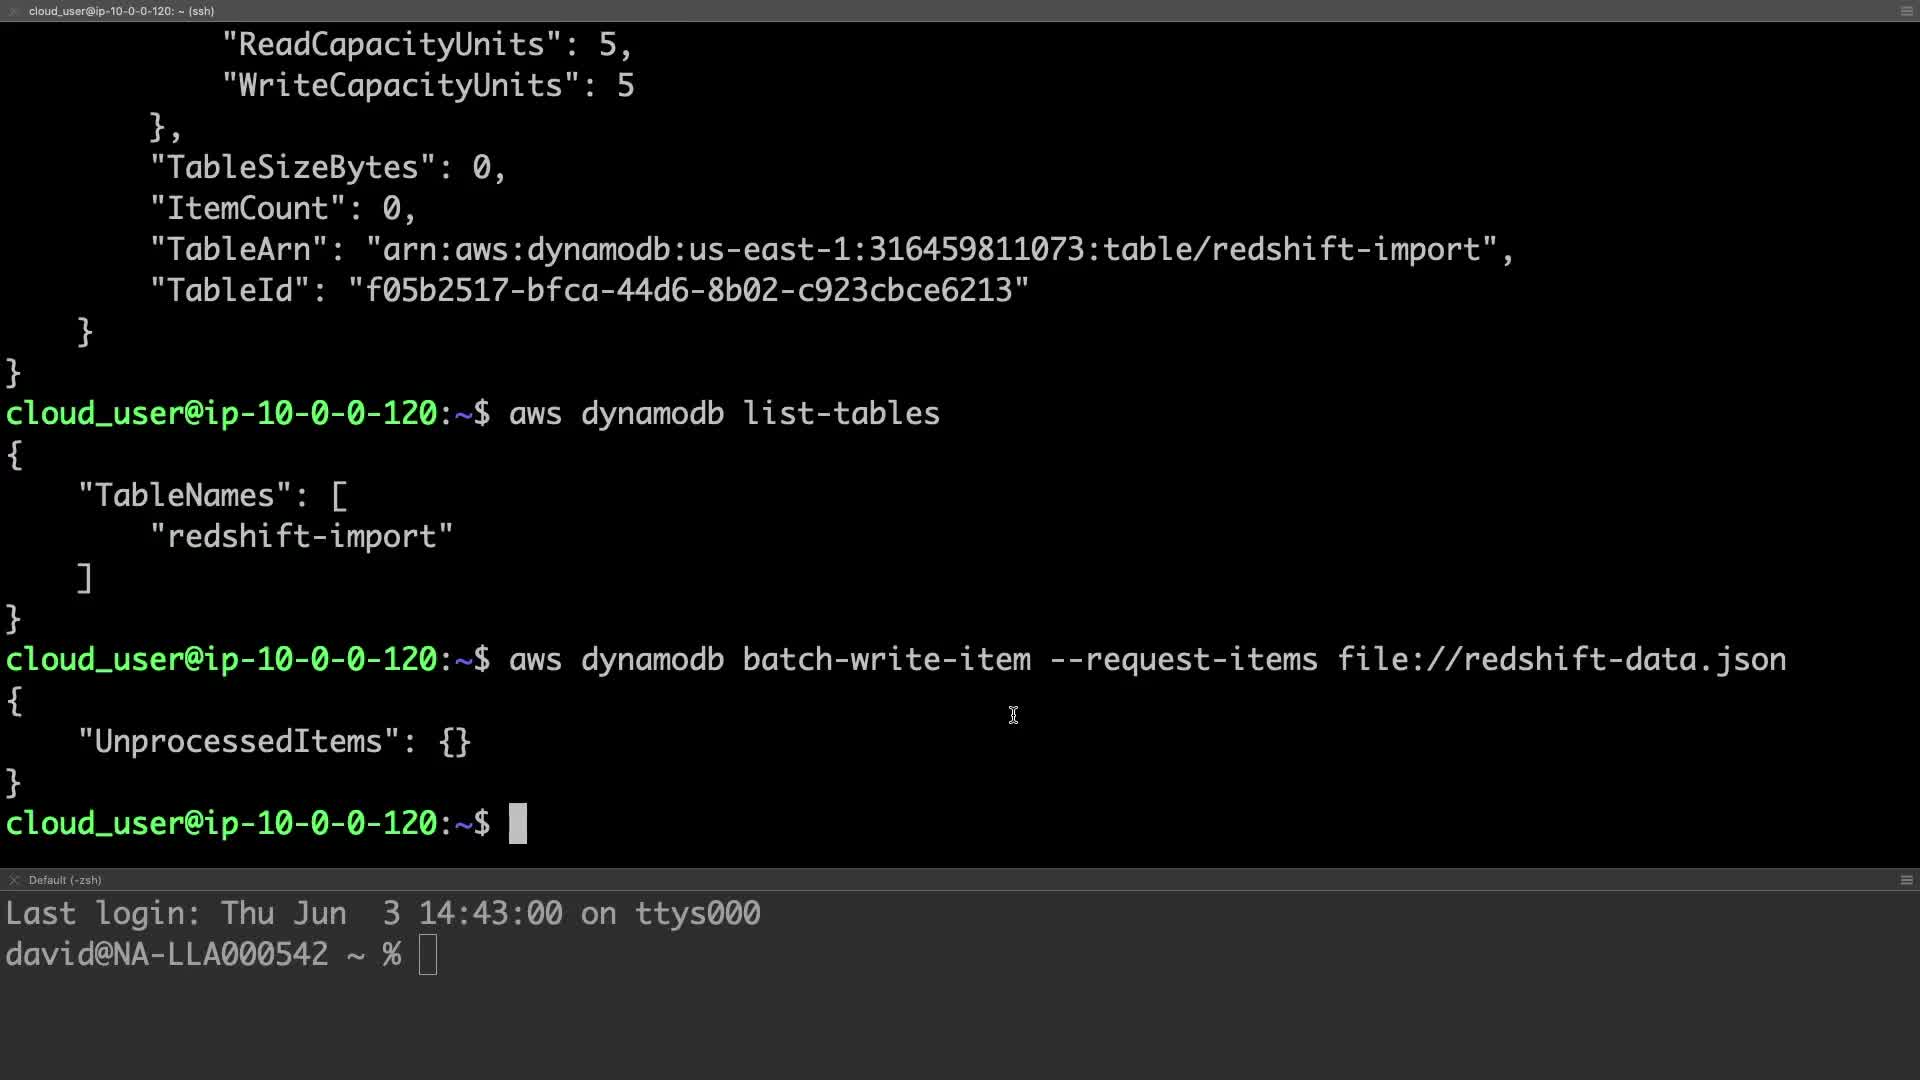 cloud_user@ip-10-0-0-120: ~ (ssh)
"ReadCapacityUnits": 5,
"WriteCapacityUnits": 5
},
"TableSizeBytes": 0,
"ItemCount": 0,
"TableArn": "arn:aws:dynamodb:us-east-1:316459811073:table/redshift-import",
"TableId": "f05b2517-bfca-44d6-8b02-c923cbce6213"
}
}
cloud_user@ip-10-0-0-120:~$ aws dynamodb list-tables
{
"TableNames": [
"redshift-import"
]
}
cloud_user@ip-10-0-0-120:~$ aws dynamodb batch-write-item --request-items file://redshift-data.json
{
"UnprocessedItems": {}
}
cloud_user@ip-10-0-0-120:~$
Default (-zsh)
Last login: Thu Jun  3 14:43:00 on ttys000
david@NA-LLA000542 ~ %